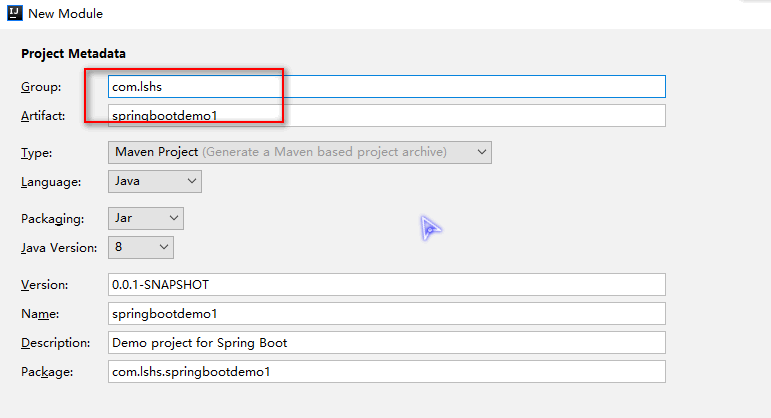 IJ New Module
Project Metadata
Group: com.lshs
Artifact: springbootdemo1
Type: Maven Project (Generate a Maven based project archive)
Language: Java
Packaging: Jar
Java Version: 8
Version: 0.0.1-SNAPSHOT
Name: springbootdemo1
Description: Demo project for Spring Boot
Package: com.lshs.springbootdemo1